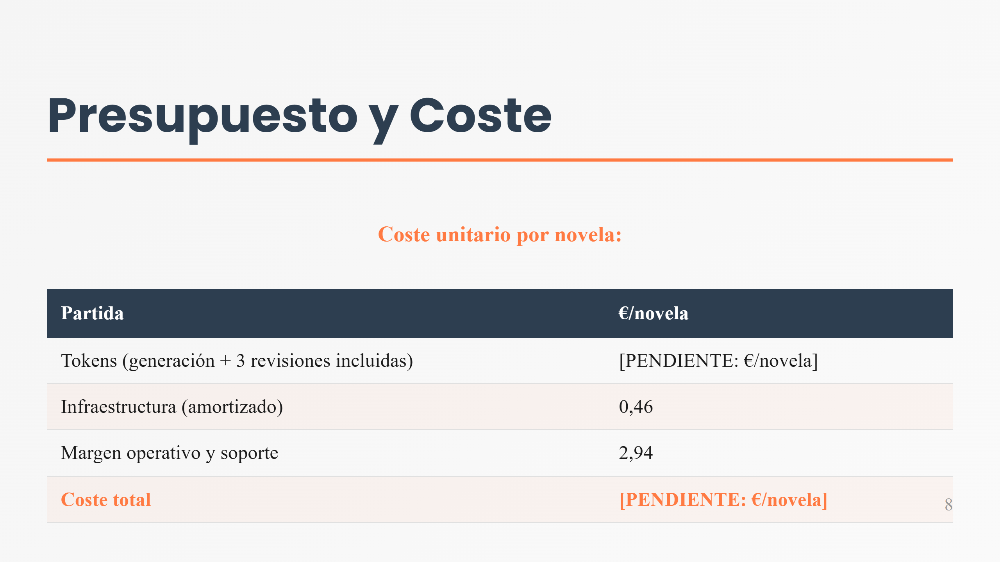 Presupuesto y Coste
Coste unitario por novela:
Partida €/novela
Tokens (generación + 3 revisiones incluidas) [PENDIENTE: €/novela]
Infraestructura (amortizado) 0,46
Margen operativo y soporte 2,94
Coste total [PENDIENTE: €/novela]
8